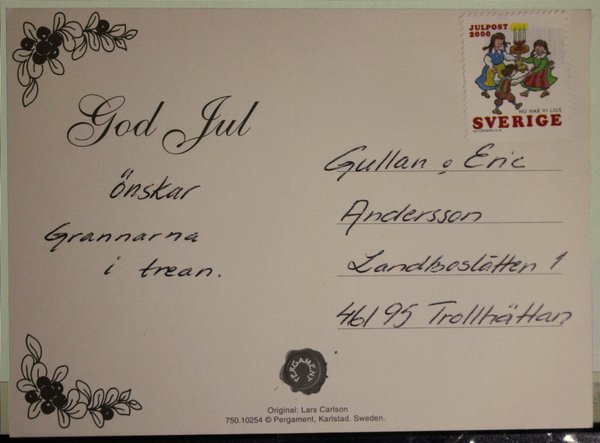 God Jul
önskar
Grannarna
i trean.
JULPOST
2000
NU HAR VI LJUS
SVERIGE
Gullan o Eric
Andersson
Landboslätten 1
461 95 Trollhättan
PERGAMENT
Original: Lars Carlson
750.10254 © Pergament, Karlstad. Sweden.